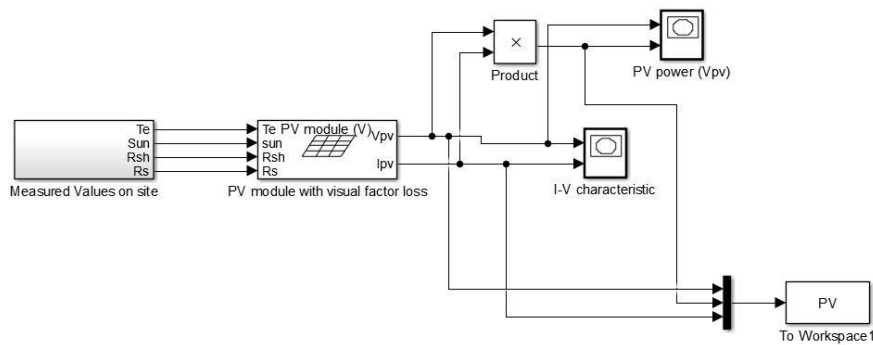 ×
Product
PV power (Vpv)
Te
Sun
Rsh
Rs
Measured Values on site
PV module (V)
Te
sun
Rsh
Rs
Vpv
Ipv
PV module with visual factor loss
I-V characteristic
PV
To Workspace1